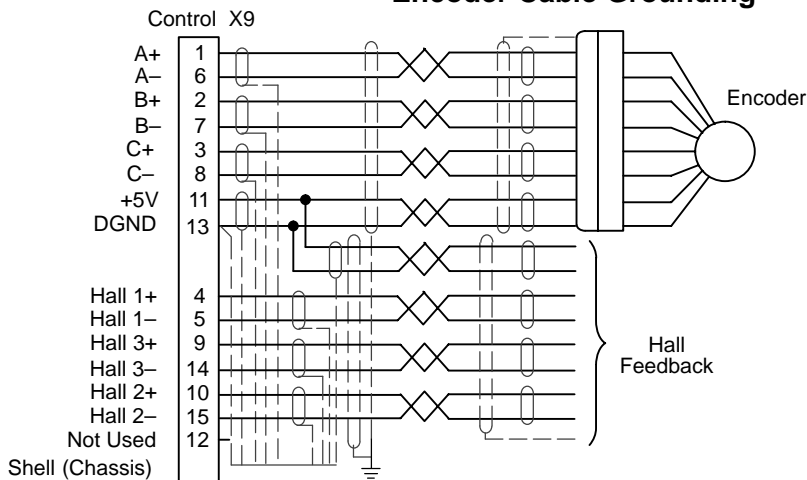 Encoder Cable Grounding
Control X9
A+ 1
A– 6
B+ 2
B– 7
C+ 3
C– 8
+5V 11
DGND 13
Encoder
Hall 1+ 4
Hall 1– 5
Hall 3+ 9
Hall 3– 14
Hall 2+ 10
Hall 2– 15
Not Used 12
Shell (Chassis)
Hall
Feedback